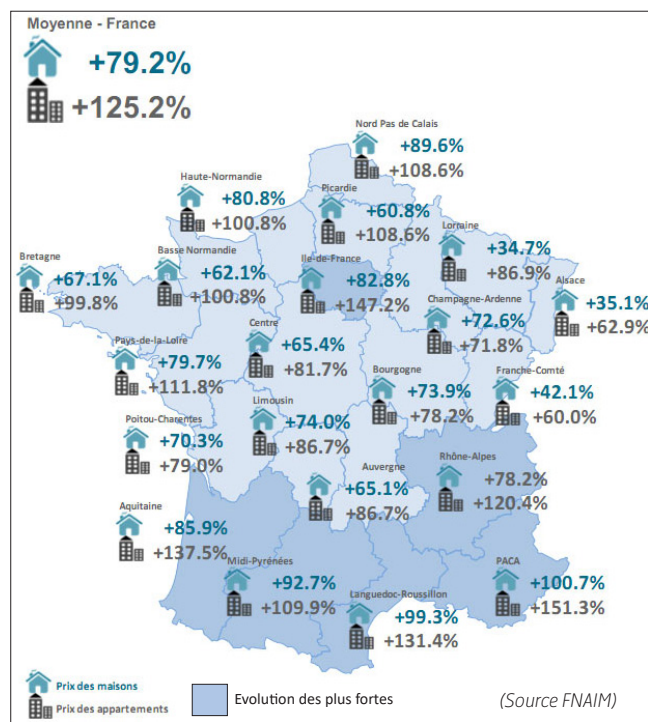 Moyenne - France
+79.2%
+125.2%
Nord Pas de Calais
+89.6%
+108.6%
Haute-Normandie
+80.8%
+100.8%
Picardie
+60.8%
+108.6%
Lorraine
+34.7%
+86.9%
Bretagne
+67.1%
+99.8%
Basse Normandie
+62.1%
+100.8%
Ile-de-France
+82.8%
+147.2%
Champagne-Ardenne
+72.6%
+71.8%
Alsace
+35.1%
+62.9%
Pays-de-la-Loire
+79.7%
+111.8%
Centre
+65.4%
+81.7%
Bourgogne
+73.9%
+78.2%
Franche-Comté
+42.1%
+60.0%
Poitou-Charentes
+70.3%
+79.0%
Limousin
+74.0%
+86.7%
Auvergne
+65.1%
+86.7%
Rhône-Alpes
+78.2%
+120.4%
Aquitaine
+85.9%
+137.5%
Midi-Pyrénées
+92.7%
+109.9%
Languedoc-Roussillon
+99.3%
+131.4%
PACA
+100.7%
+151.3%
Prix des maisons
Prix des appartements
Evolution des plus fortes
(Source FNAIM)